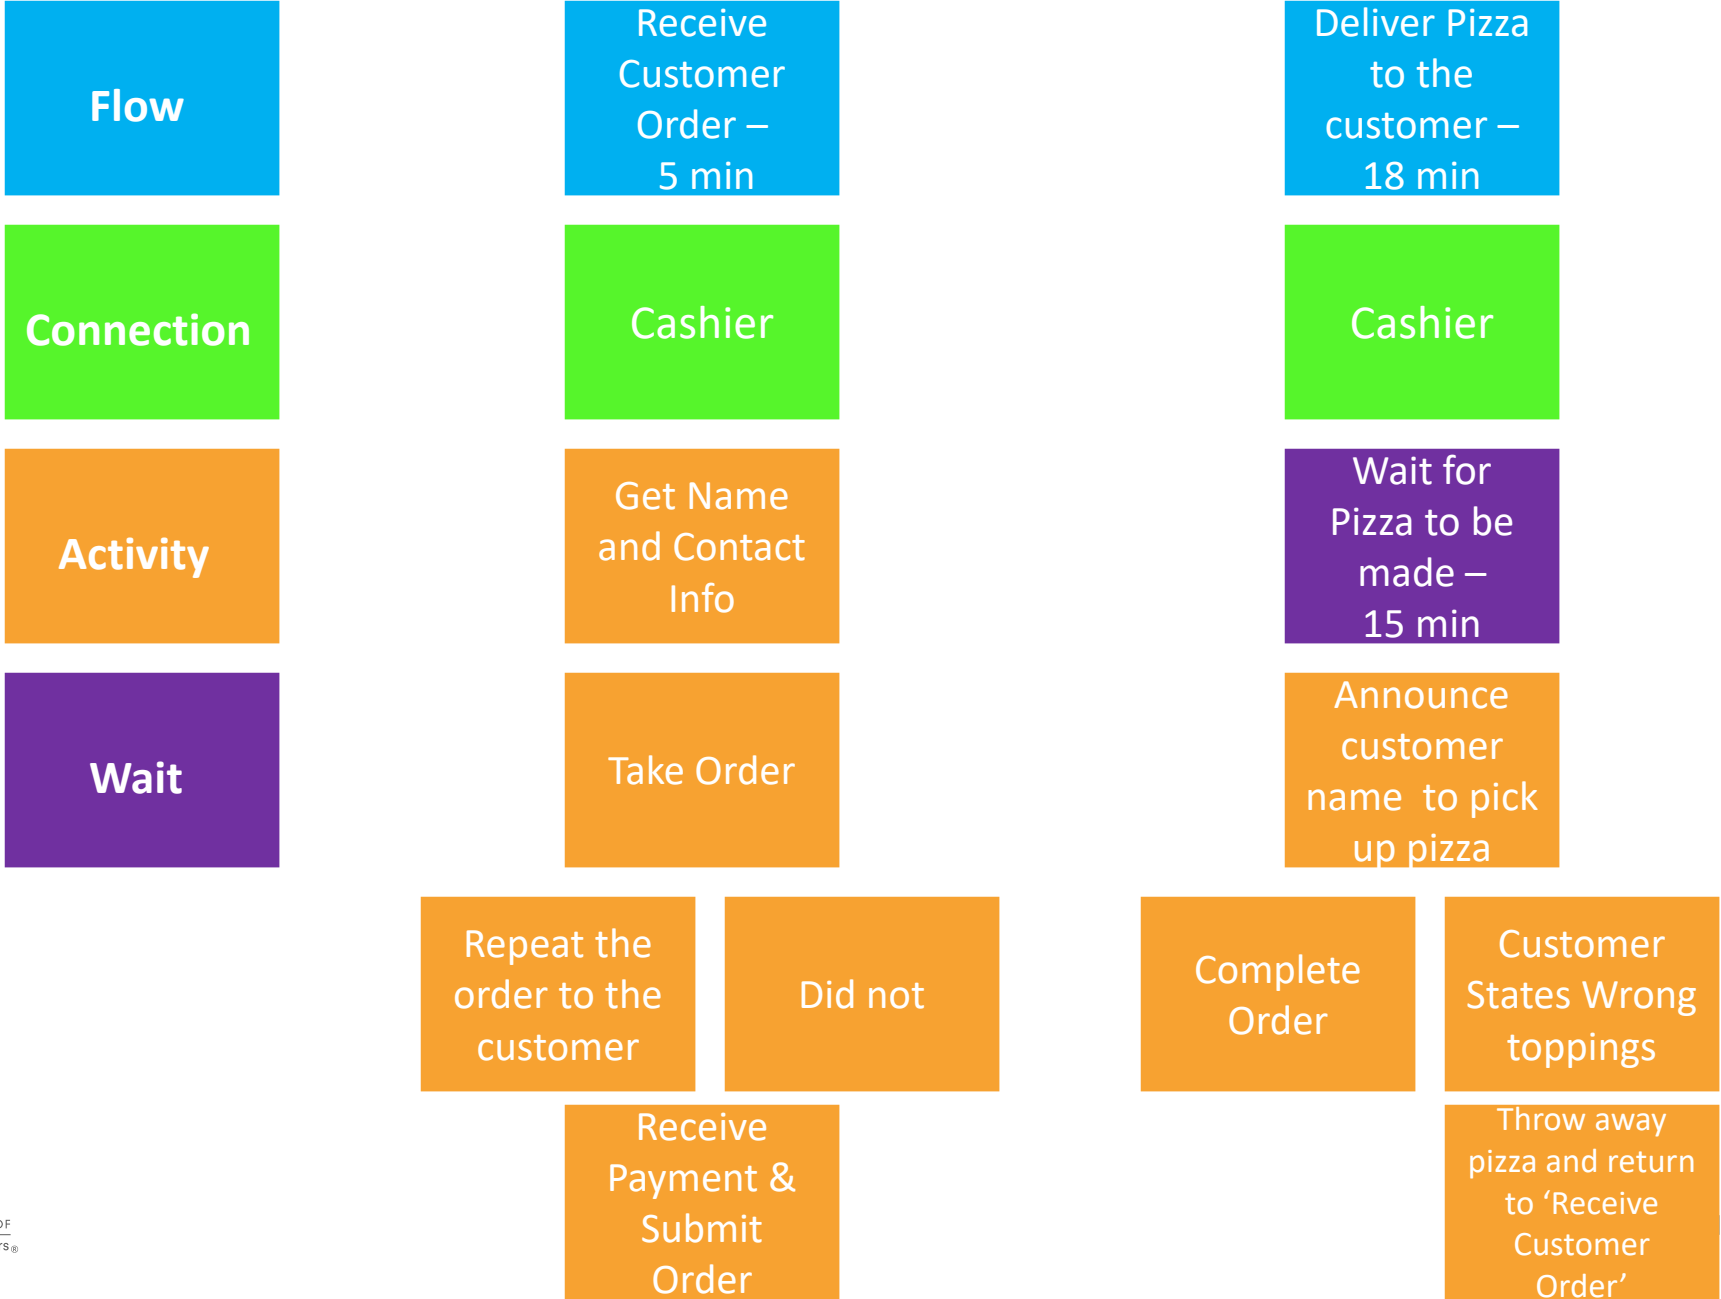 Flow
Connection
Activity
Wait
Receive
Customer
Order –
5 min
Cashier
Get Name
and Contact
Info
Take Order
Repeat the
order to the
customer
Did not
Receive
Payment &
Submit
Order
Deliver Pizza
to the
customer –
18 min
Cashier
Wait for
Pizza to be
made –
15 min
Announce
customer
name  to pick
up pizza
Complete
Order
Customer
States Wrong
toppings
Throw away
pizza and return
to ‘Receive
Customer
Order’